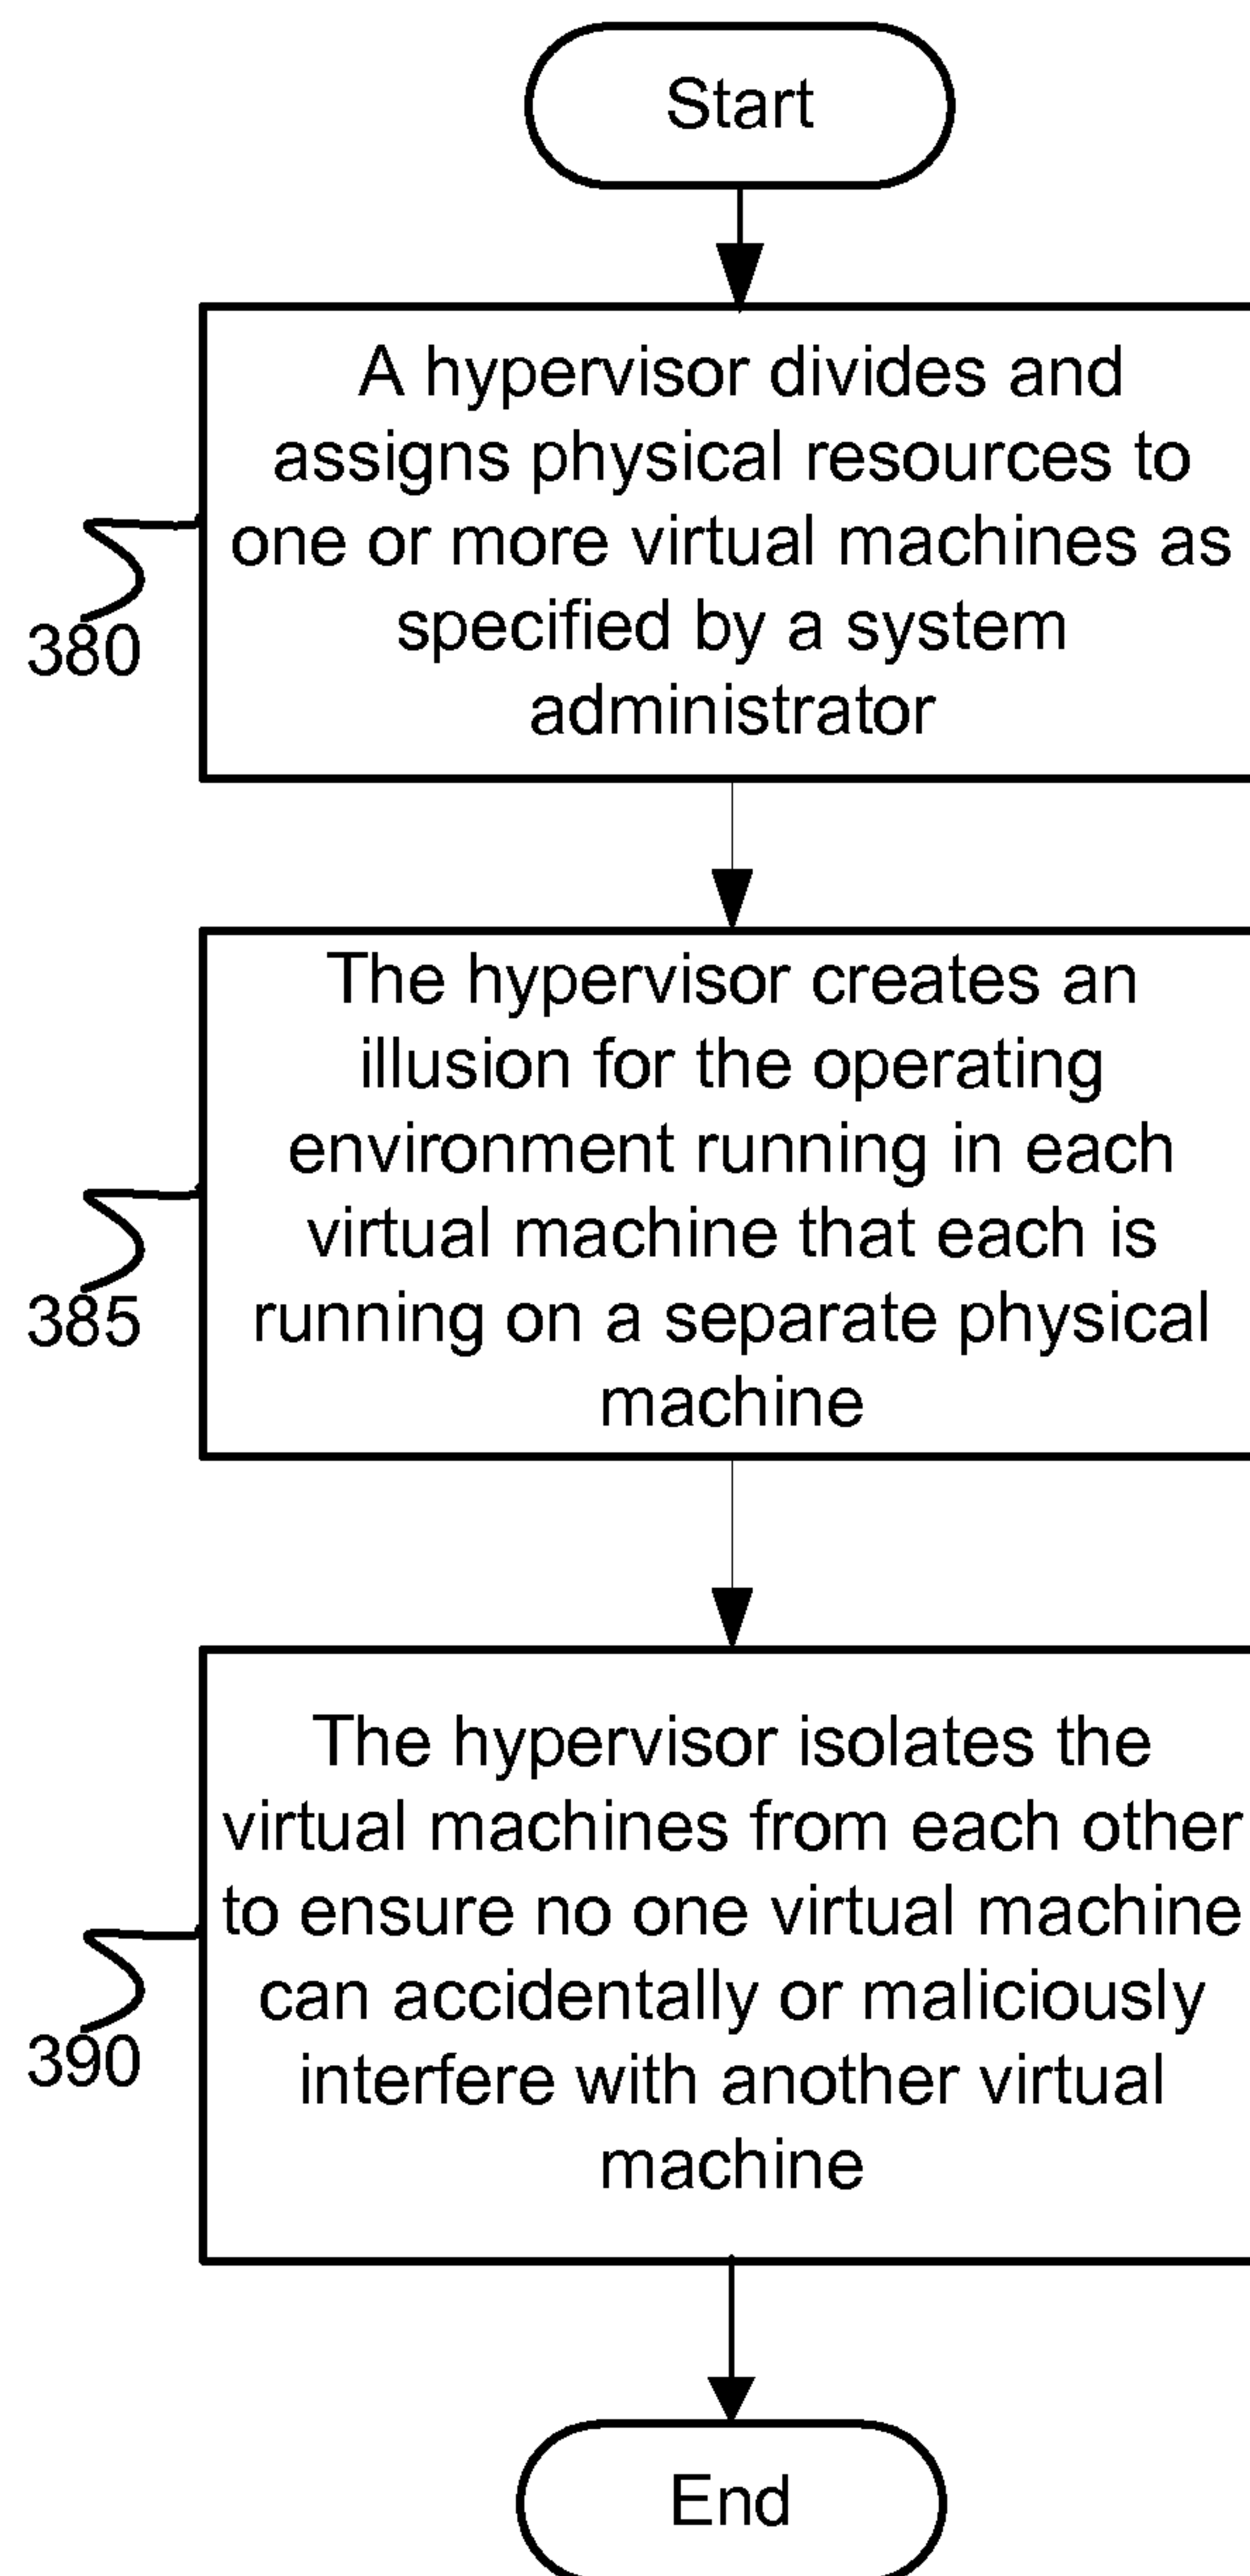 Start
A hypervisor divides and
assigns physical resources to
one or more virtual machines as
specified by a system
administrator
380
The hypervisor creates an
illusion for the operating
environment running in each
virtual machine that each is
running on a separate physical
machine
385
The hypervisor isolates the
virtual machines from each other
to ensure no one virtual machine
can accidentally or maliciously
interfere with another virtual
machine
390
End